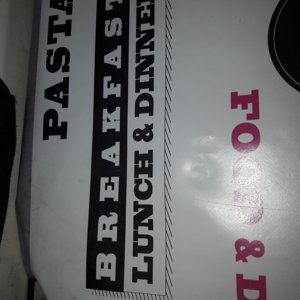 PASTA
BREAKFAST
LUNCH & DINNER
FOOD & D